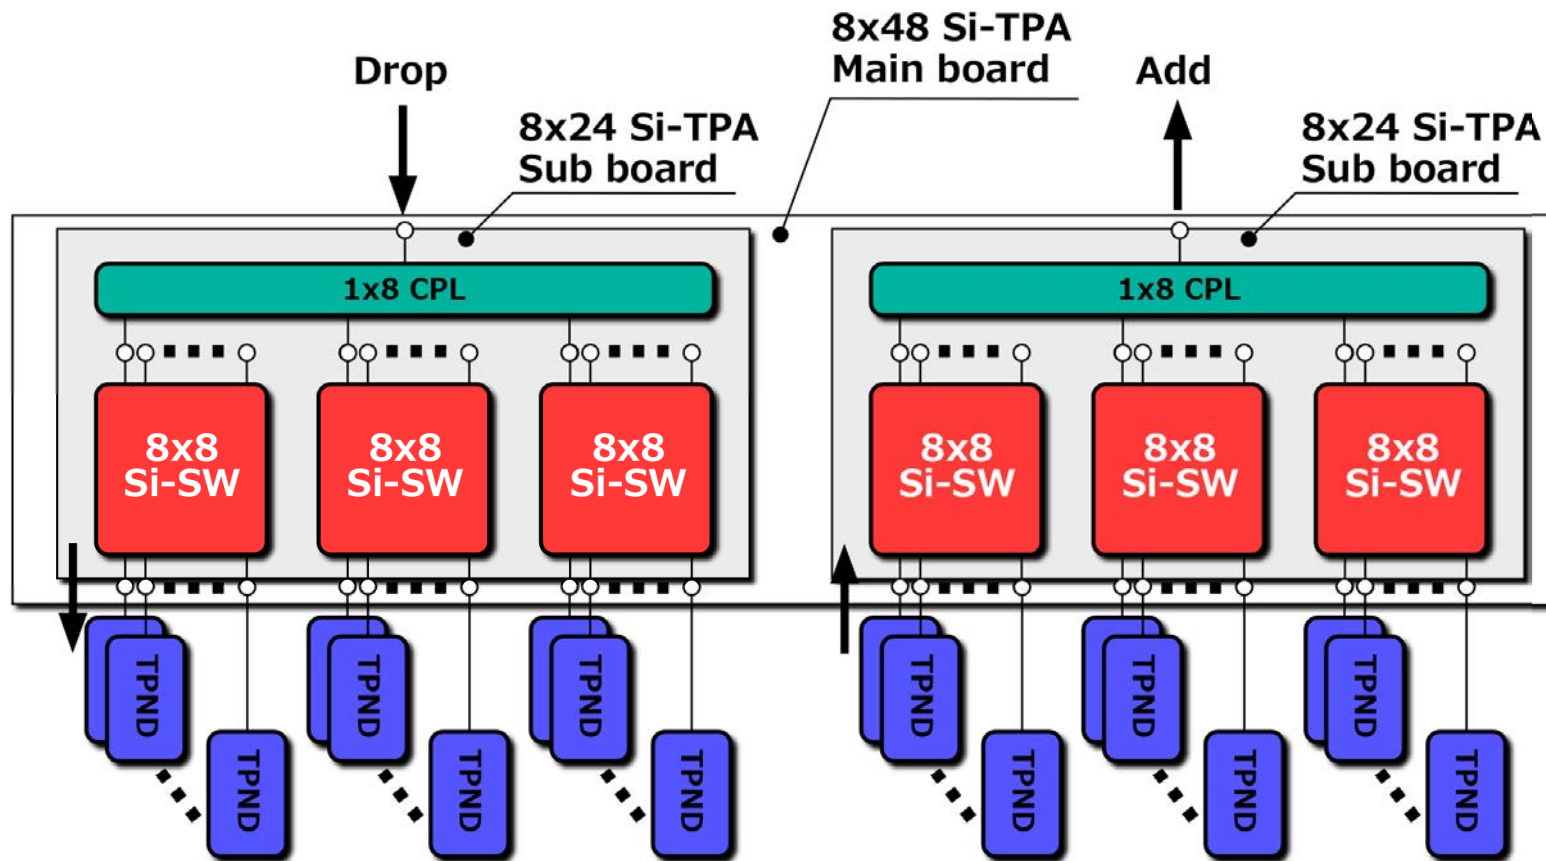 8x48 Si-TPA
Main board
Drop
Add
8x24 Si-TPA
Sub board
8x24 Si-TPA
Sub board
1x8 CPL
1x8 CPL
8x8
Si-SW
8x8
Si-SW
8x8
Si-SW
8x8
Si-SW
8x8
Si-SW
8x8
Si-SW
TPND
TPND
TPND
TPND
TPND
TPND
TPND
TPND
TPND
TPND
TPND
TPND